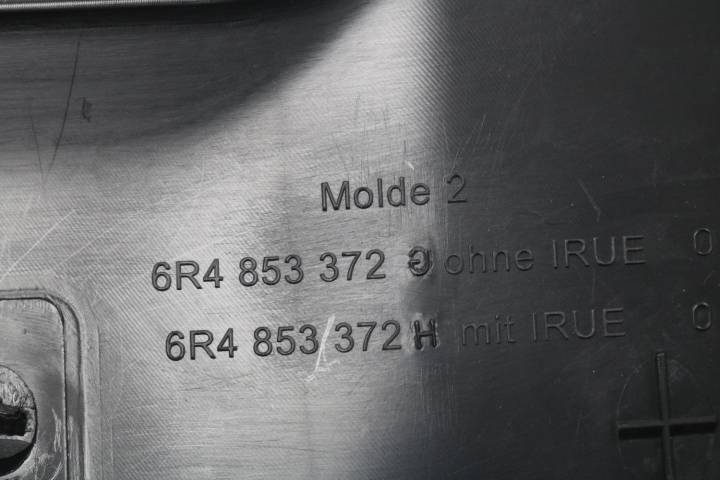 Molde 2
6R4 853 372 G ohne IRUE 0
6R4 853 372 H mit IRUE 0